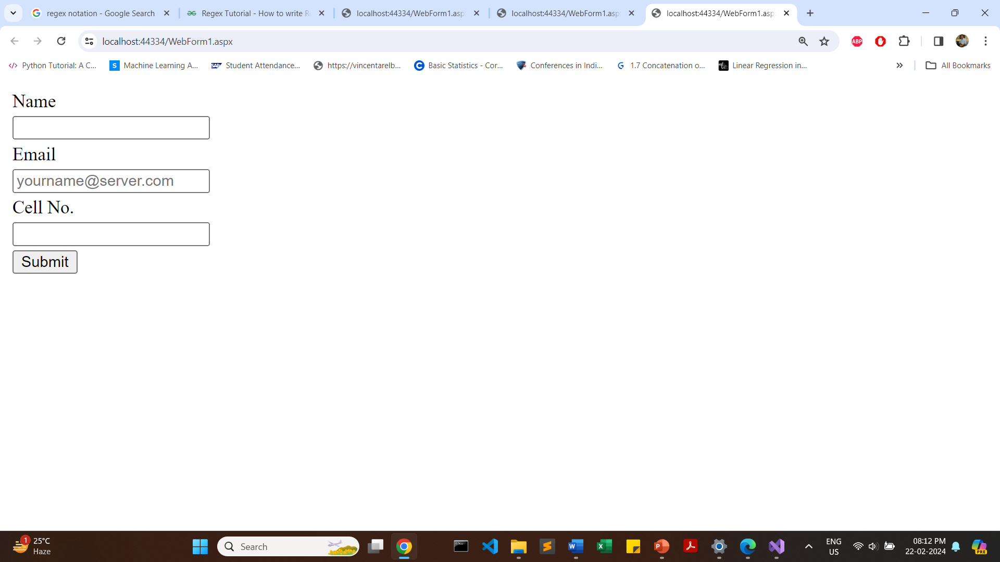 regex notation - Google Search
Regex Tutorial - How to write R
localhost:44334/WebForm1.asp
localhost:44334/WebForm1.asp
localhost:44334/WebForm1.asp
localhost:44334/WebForm1.aspx
ABP
</> Python Tutorial: A C...
S Machine Learning A...
SAP Student Attendance...
https://vincentarelb...
C Basic Statistics - Cor...
Conferences in Indi...
G 1.7 Concatenation o...
Linear Regression in...
All Bookmarks
Name
Email
yourname@server.com
Cell No.
Submit
1
25°C
Haze
Search
ENG
US
08:12 PM
22-02-2024
PRE